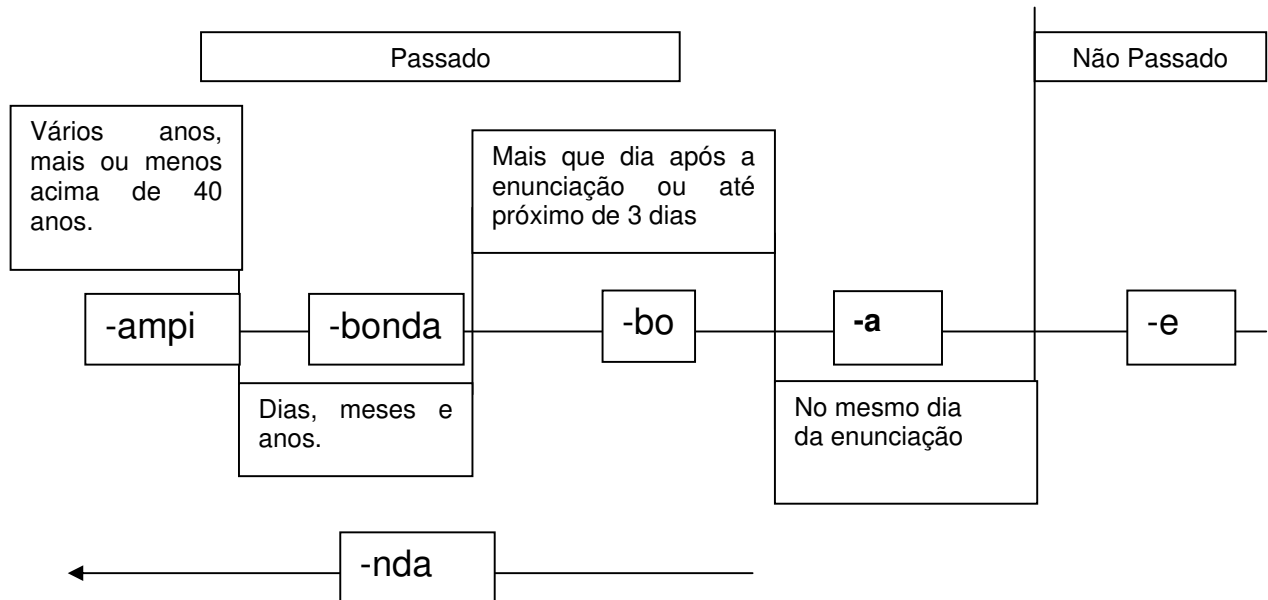 Passado
Não Passado
Vários anos,
mais ou menos
acima de 40
anos.
Mais que dia após a
enunciação ou até
próximo de 3 dias
-ampi
-bonda
-bo
-a
-e
Dias, meses e
anos.
No mesmo dia
da enunciação
-nda